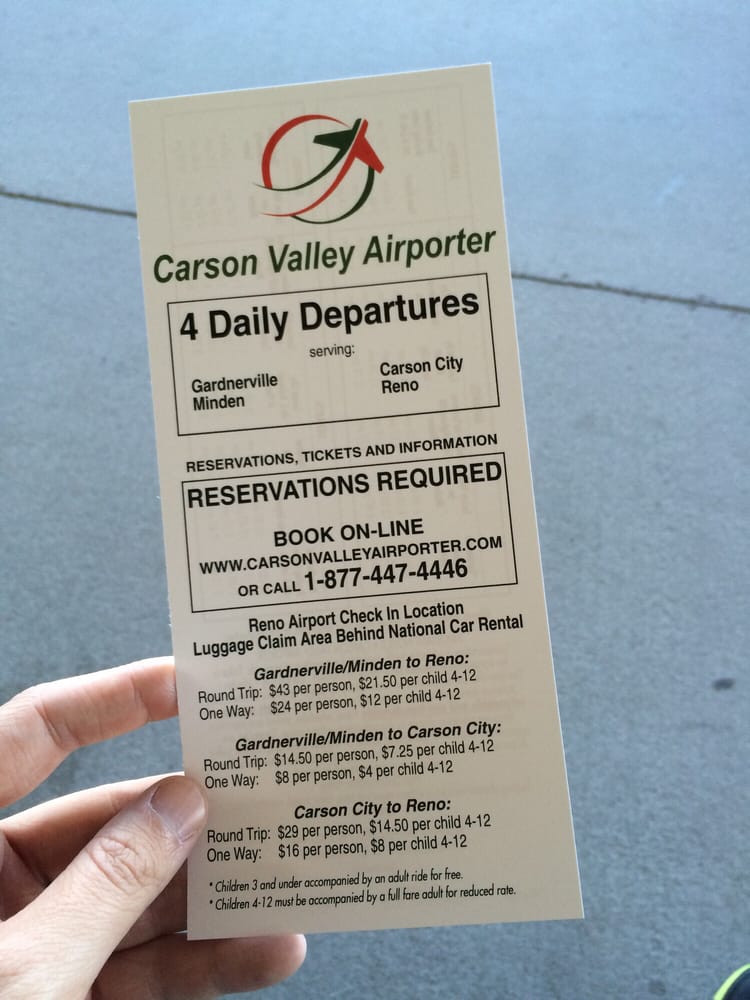 Carson Valley Airporter
4 Daily Departures
serving:
Gardnerville
Minden
Carson City
Reno
RESERVATIONS, TICKETS AND INFORMATION
RESERVATIONS REQUIRED
BOOK ON-LINE
WWW.CARSONVALLEYAIRPORTER.COM
OR CALL 1-877-447-4446
Reno Airport Check In Location
Luggage Claim Area Behind National Car Rental
Gardnerville/Minden to Reno:
Round Trip: $43 per person, $21.50 per child 4-12
One Way: $24 per person, $12 per child 4-12
Gardnerville/Minden to Carson City:
Round Trip: $14.50 per person, $7.25 per child 4-12
One Way: $8 per person, $4 per child 4-12
Carson City to Reno:
Round Trip: $29 per person, $14.50 per child 4-12
One Way: $16 per person, $8 per child 4-12
* Children 3 and under accompanied by an adult ride for free.
* Children 4-12 must be accompanied by a full fare adult for reduced rate.